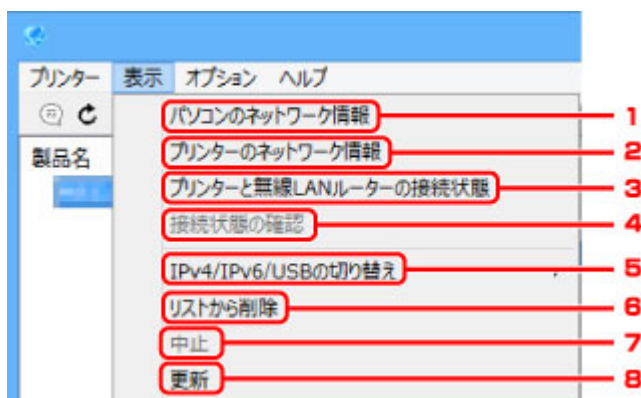 プリンター 表示 オプション ヘルプ
製品名
パソコンのネットワーク情報 1
プリンターのネットワーク情報 2
プリンターと無線LANルーターの接続状態 3
接続状態の確認 4
IPv4/IPv6/USBの切り替え 5
リストから削除 6
中止 7
更新 8